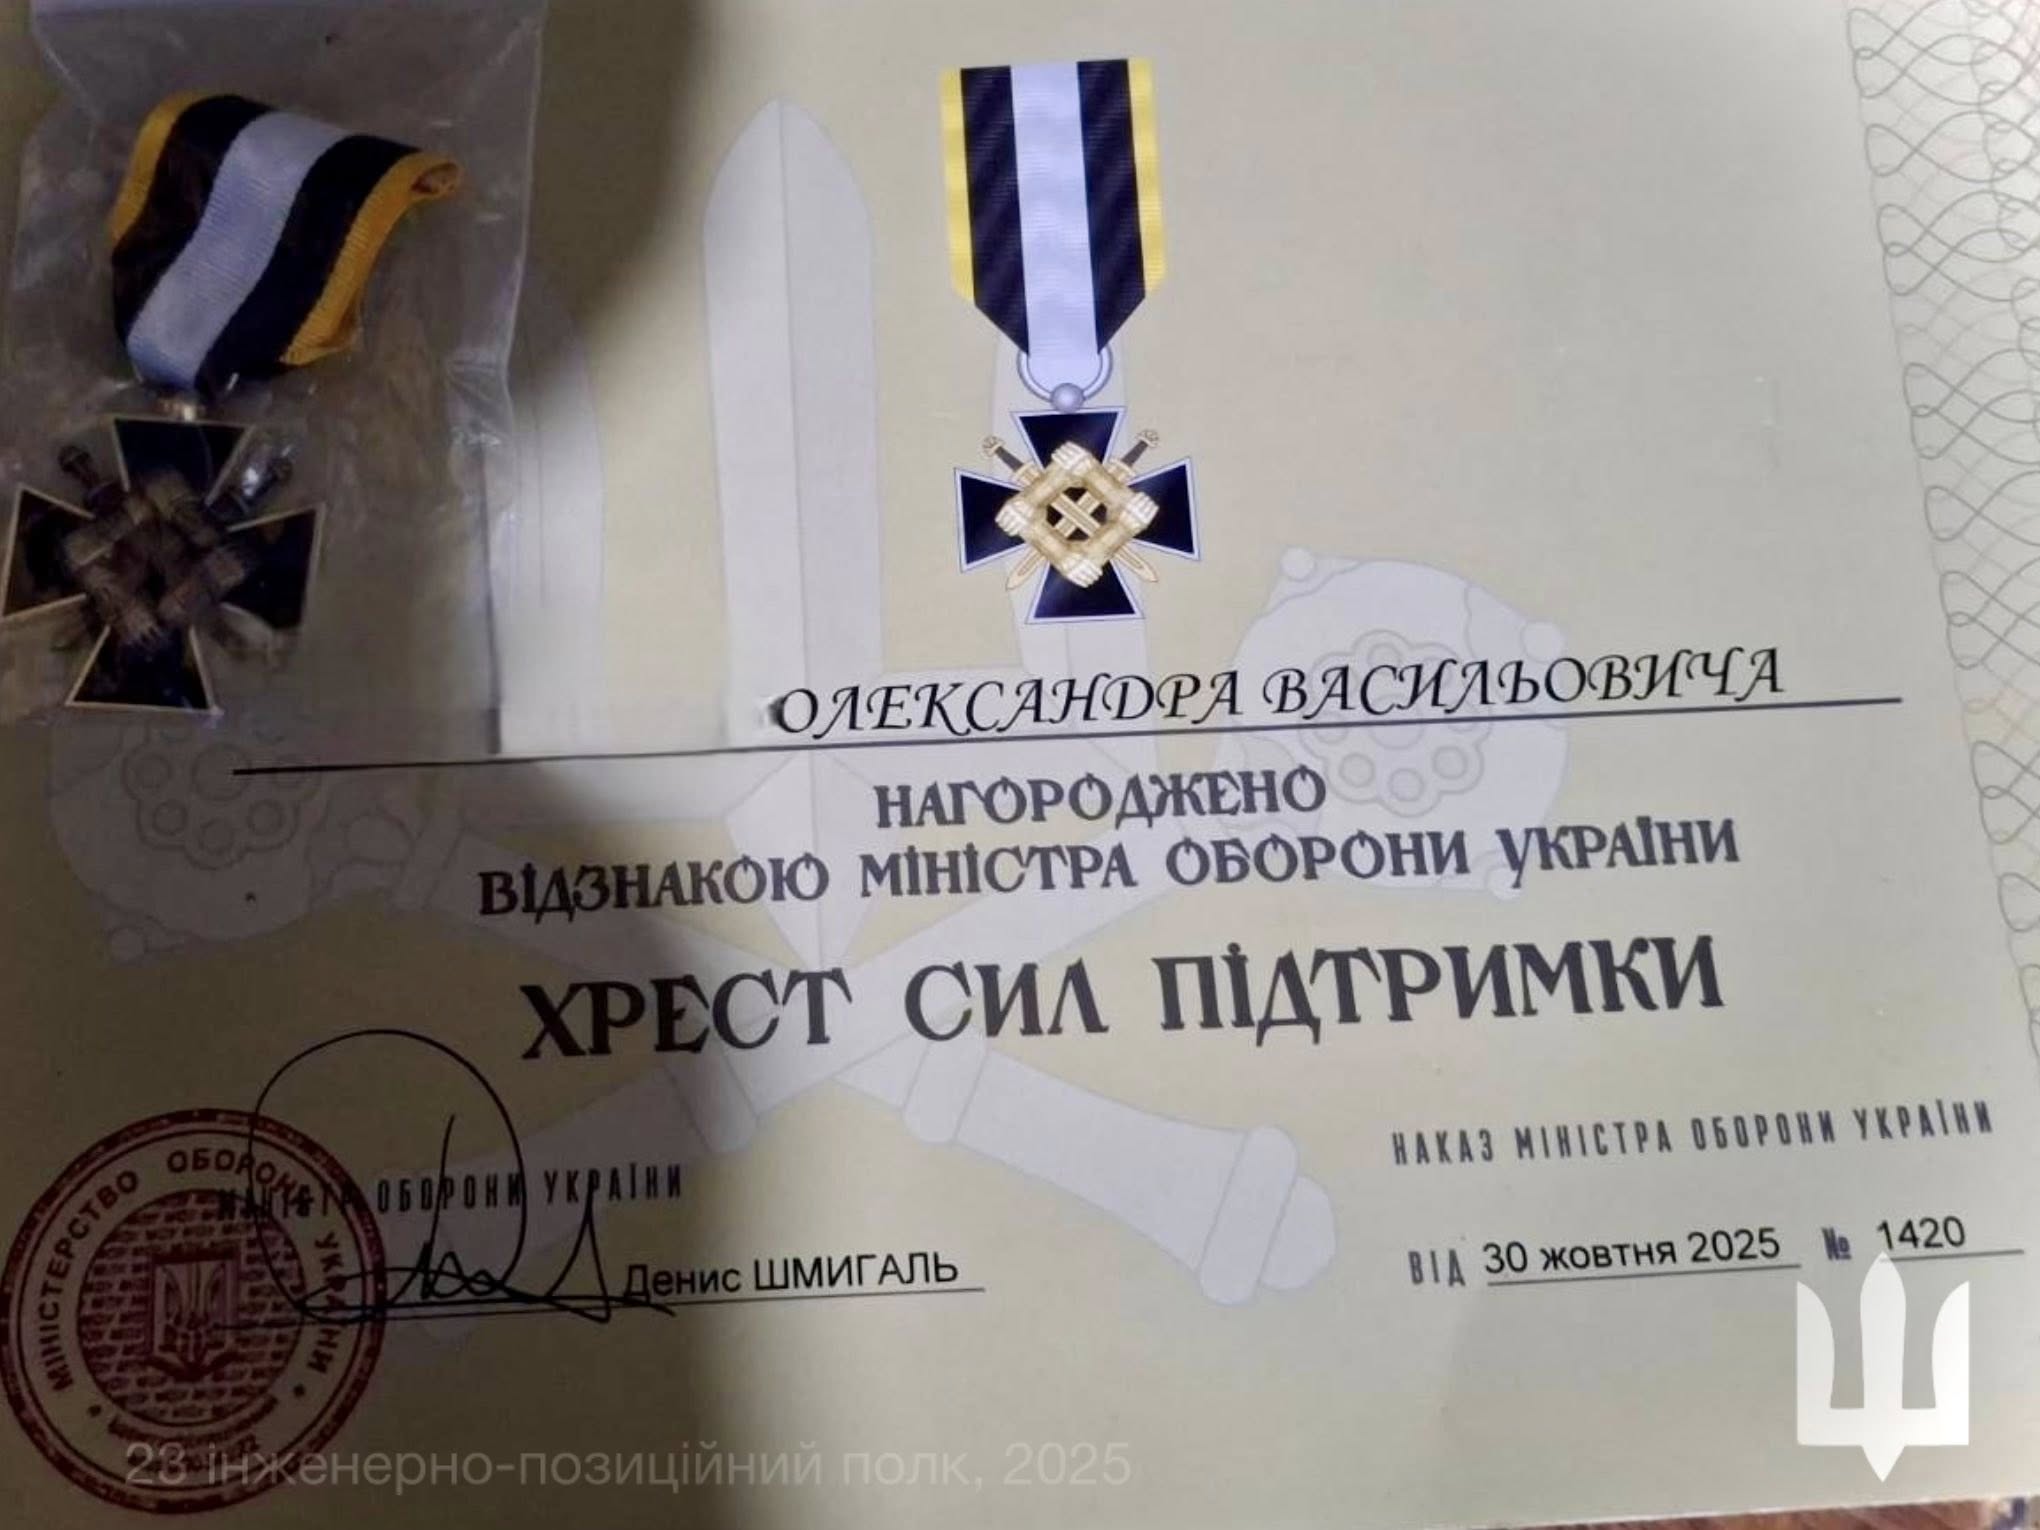 ОЛЕКСАНДРА ВАСИЛЬОВИЧА
НАГОРОДЖЕНО
ВІДЗНАКОЮ МІНІСТРА ОБОРОНИ УКРАЇНИ
ХРЕСТ СИЛ ПІДТРИМКИ
МІНІСТР ОБОРОНИ УКРАЇНИ
Денис ШМИГАЛЬ
НАКАЗ МІНІСТРА ОБОРОНИ УКРАЇНИ
ВІД 30 жовтня 2025 № 1420
МІНІСТЕРСТВО ОБОРОНИ УКРАЇНИ
23 інженерно-позиційний полк, 2025